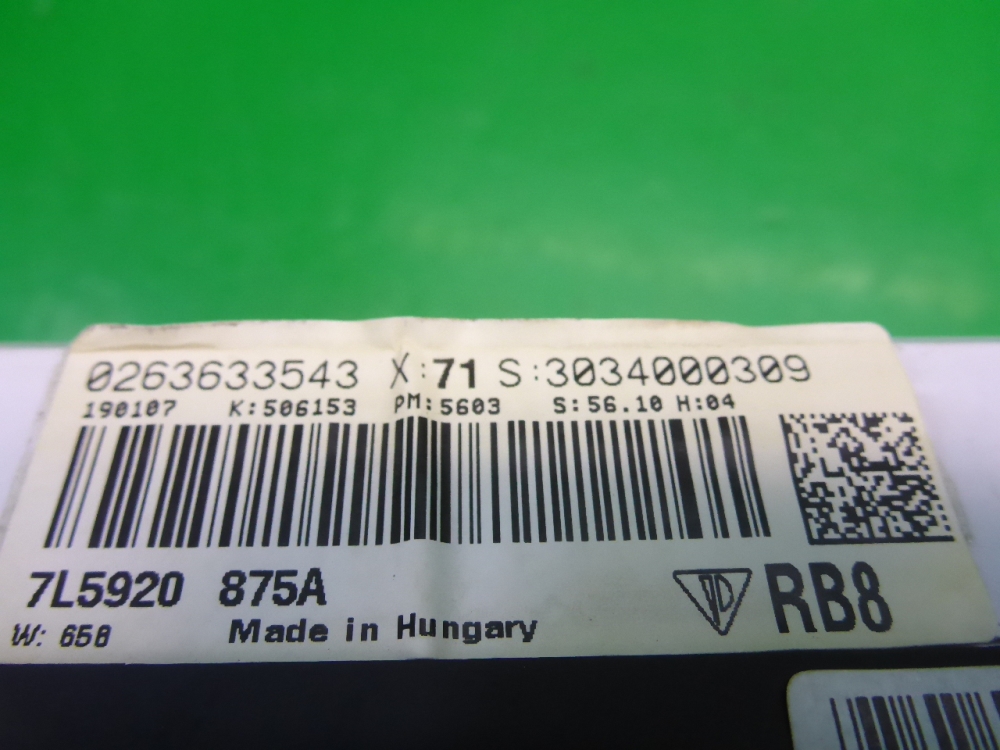 0263633543 X:71 S:3034000309
190107 K:506153 PM:5603 S:56.10 H:04
7L5920 875A
RB8
W: 658 Made in Hungary